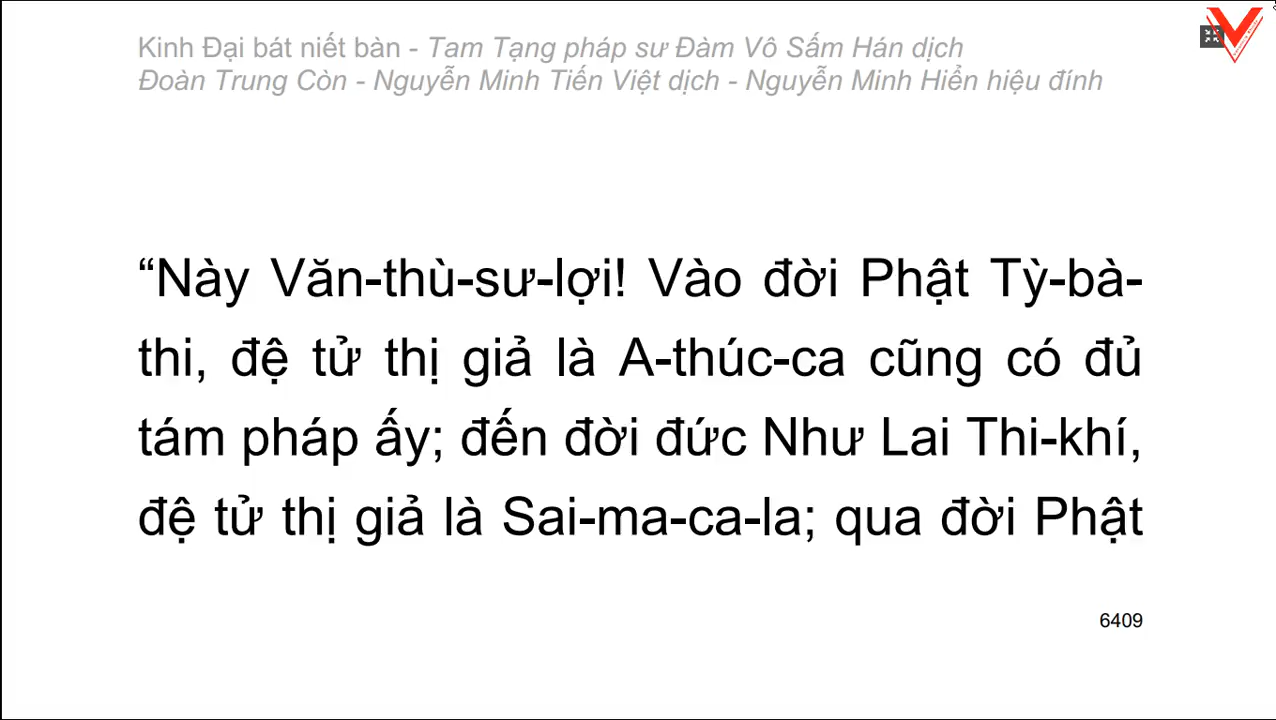 Kinh Đại bát niết bàn - Tam Tạng pháp sư Đàm Vô Sấm Hán dịch
Đoàn Trung Còn - Nguyễn Minh Tiến Việt dịch - Nguyễn Minh Hiển hiệu đính
“Này Văn-thù-sư-lợi! Vào đời Phật Tỳ-bà-
thi, đệ tử thị giả là A-thúc-ca cũng có đủ
tám pháp ấy; đến đời đức Như Lai Thi-khí,
đệ tử thị giả là Sai-ma-ca-la; qua đời Phật
6409